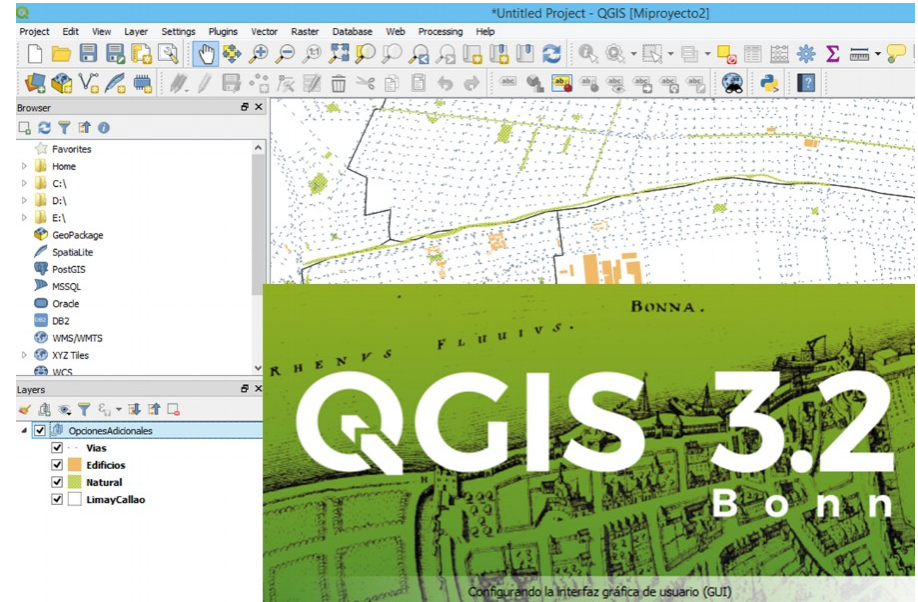 *Untitled Project - QGIS [Miproyecto2]
Project Edit View Layer Settings Plugins Vector Raster Database Web Processing Help
Browser
Favorites
Home
C:\
D:\
E:\
GeoPackage
SpatiaLite
PostGIS
MSSQL
Oracle
DB2
WMS/WMTS
XYZ Tiles
WCS
Layers
OpcionesAdicionales
Vias
Edificios
Natural
LimayCallao
BONNA.
RHENVS FLUUIVS.
QGIS 3.2
Bonn
Configurando la interfaz gráfica de usuario (GUI)